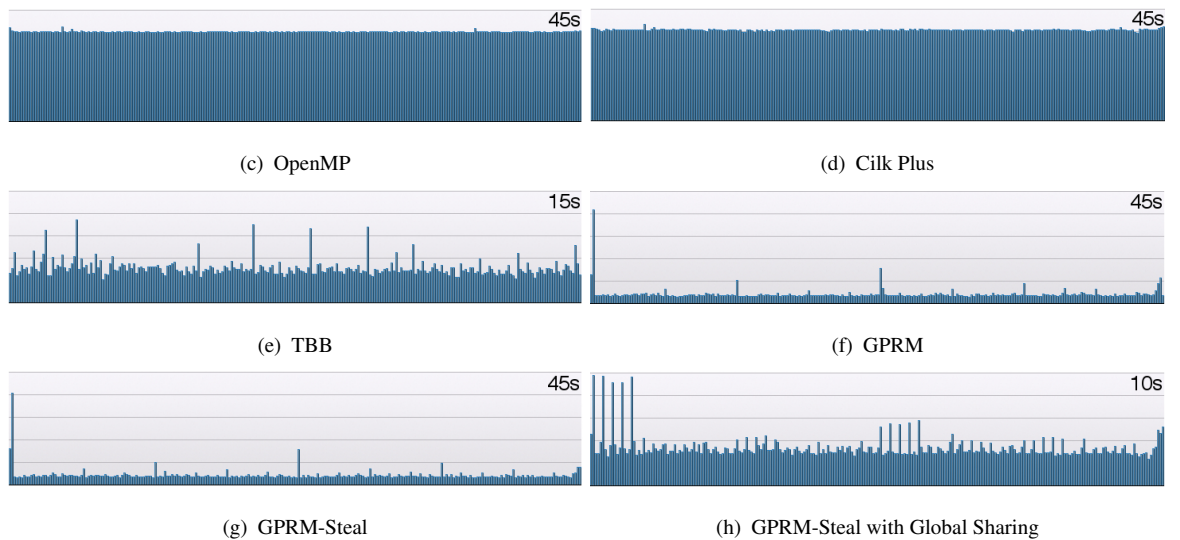 45s
45s
(c) OpenMP
(d) Cilk Plus
15s
45s
(e) TBB
(f) GPRM
45s
10s
(g) GPRM-Steal
(h) GPRM-Steal with Global Sharing